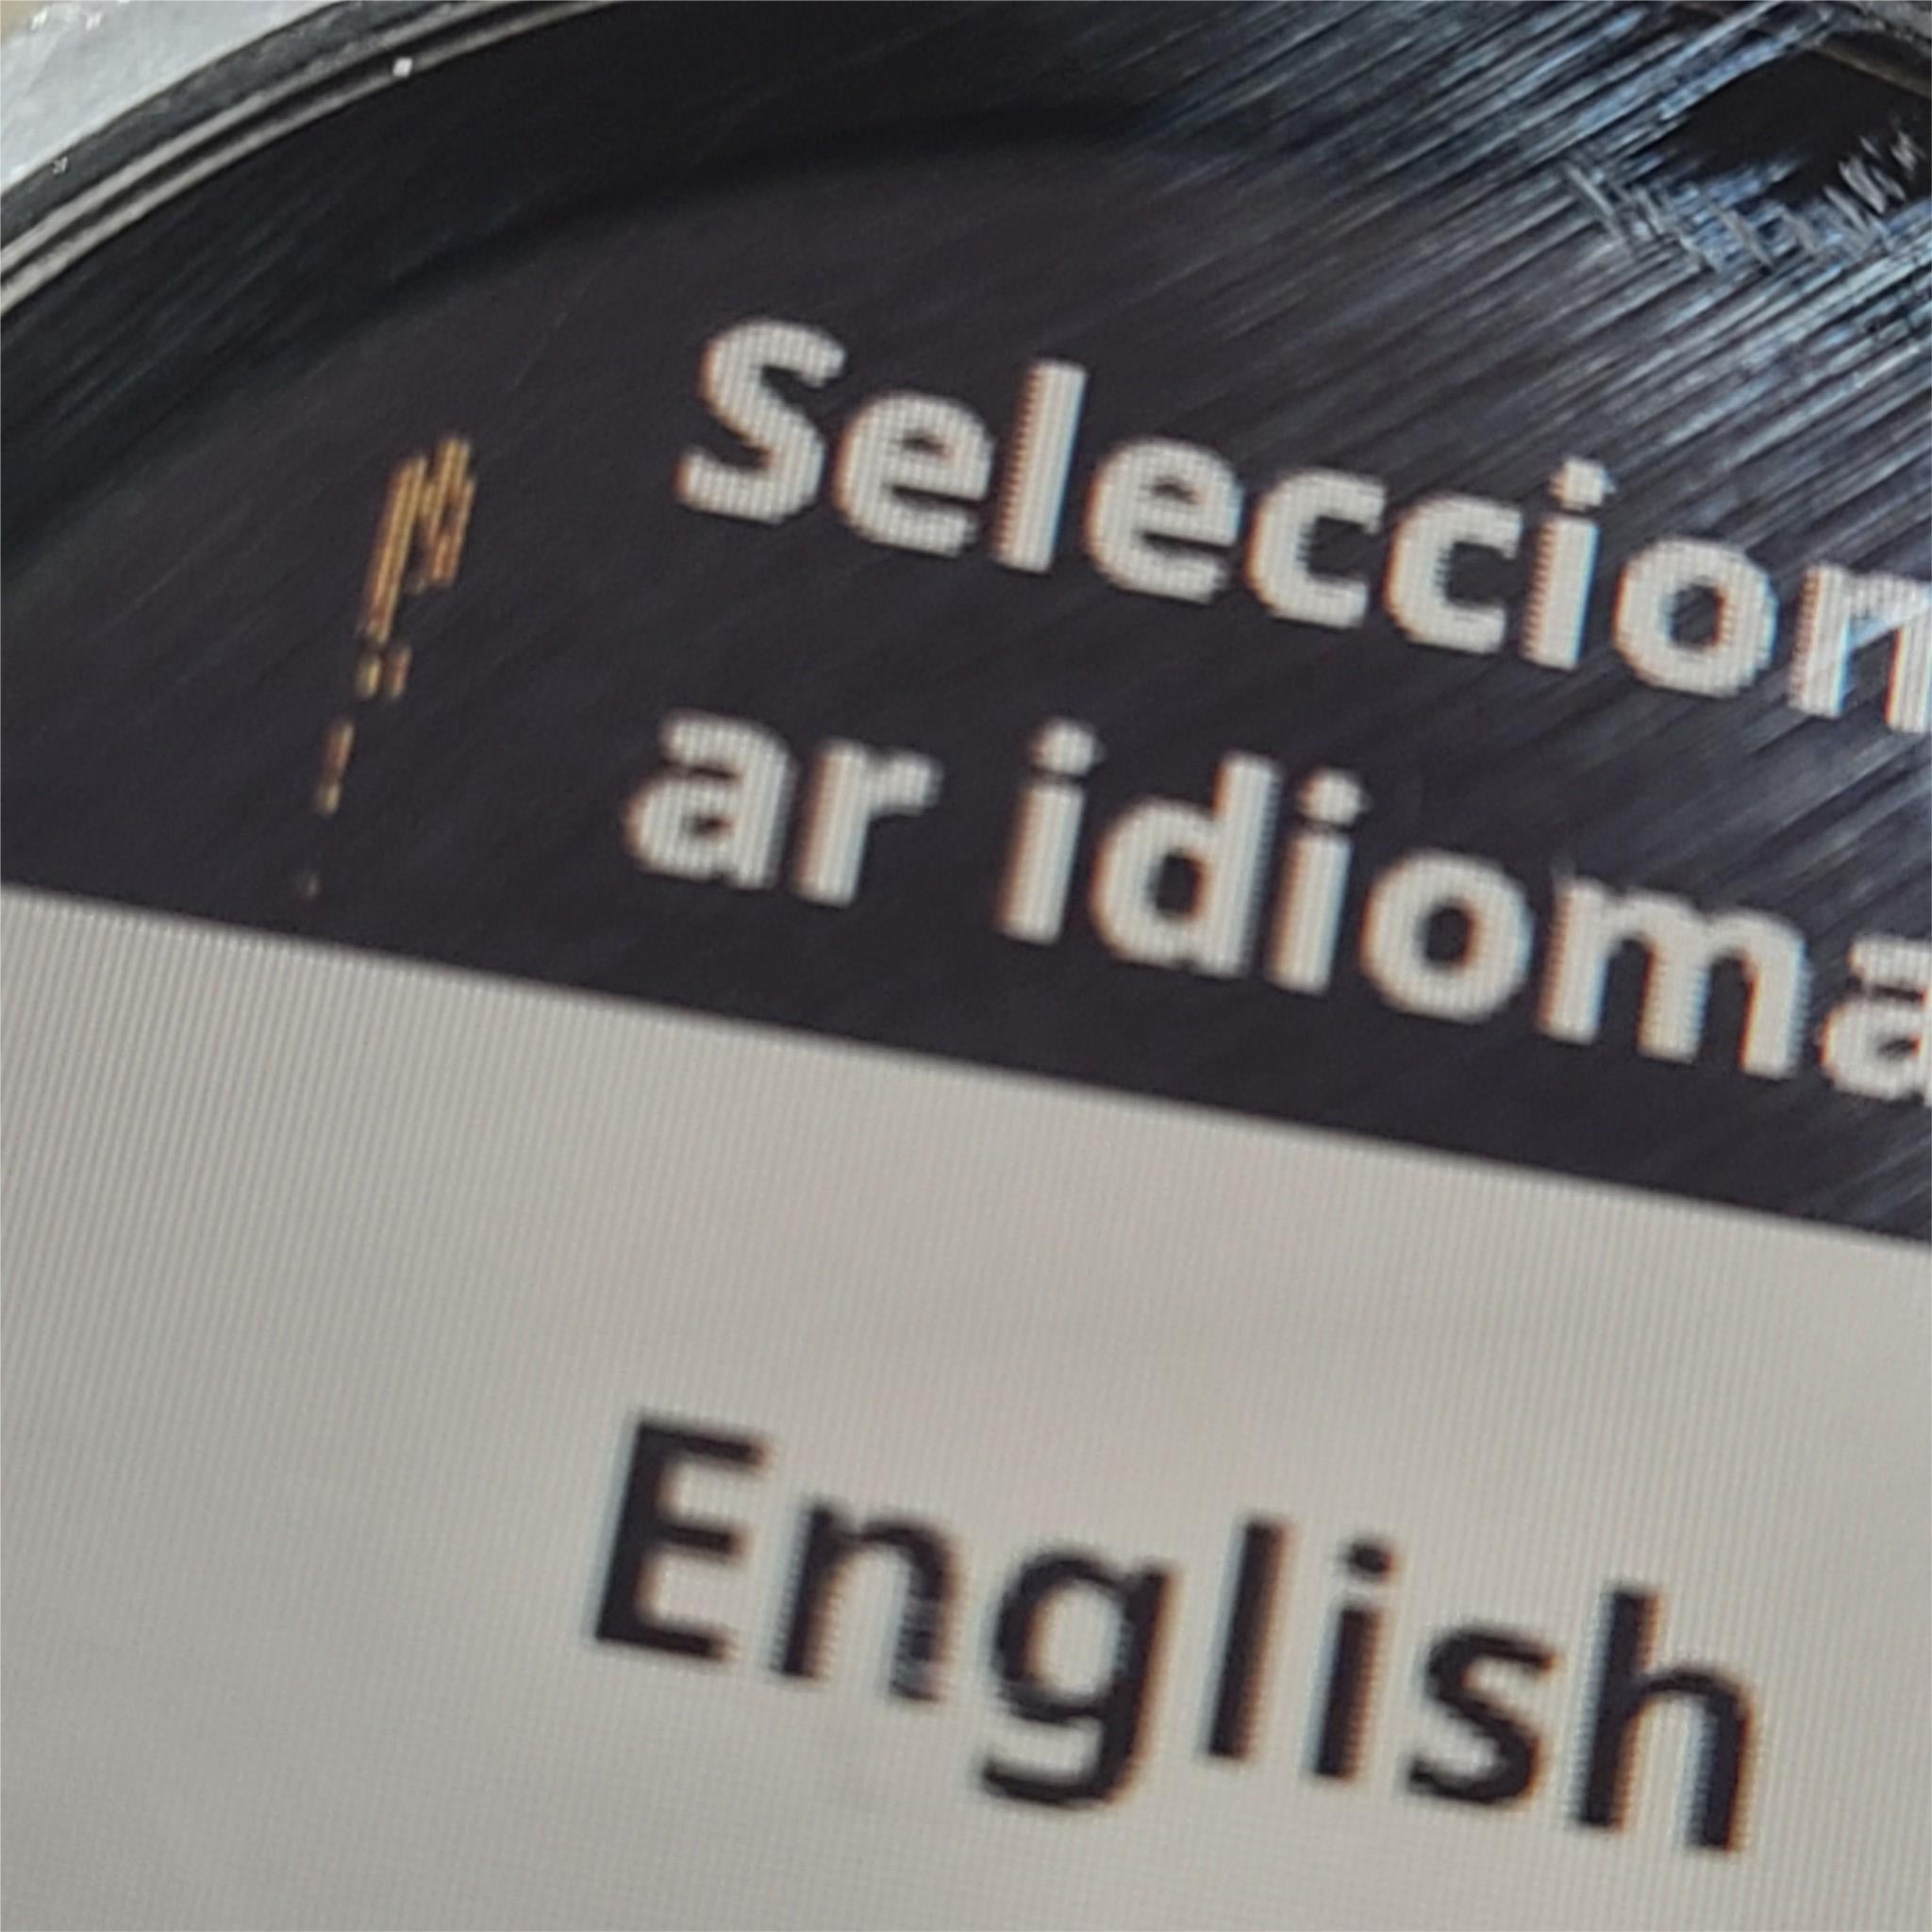 Seleccion
ar idioma
English